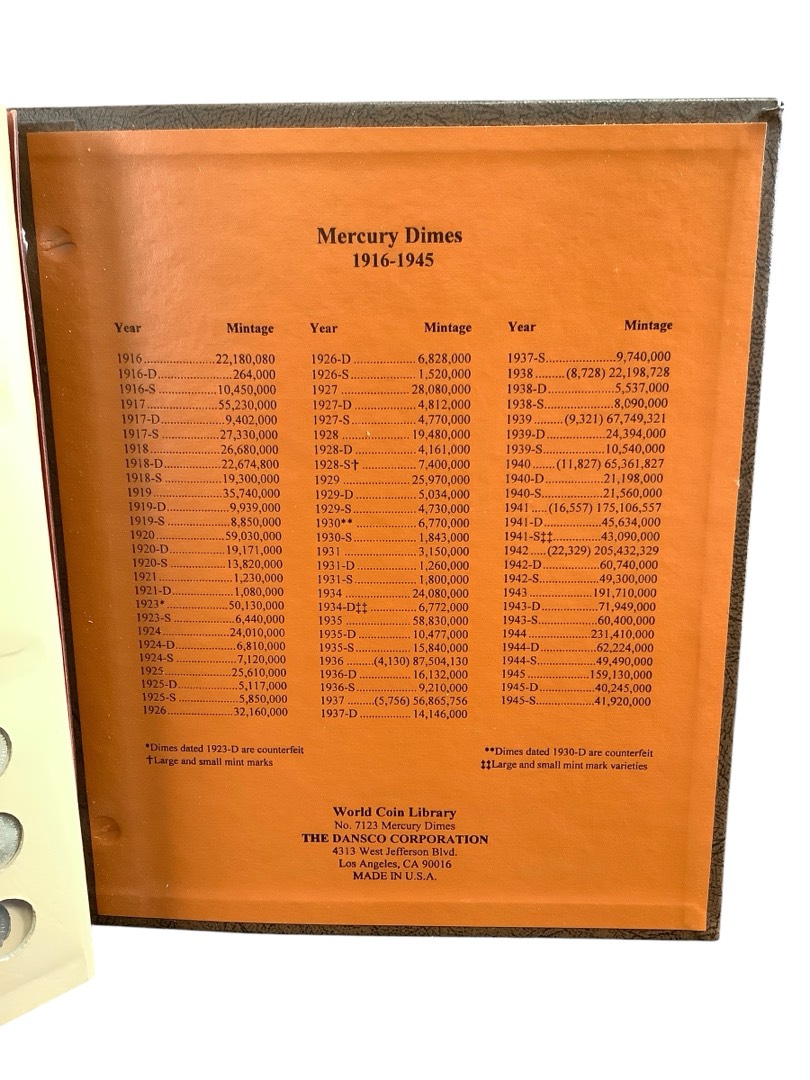 Mercury Dimes
1916-1945
Year Mintage
1916 22,180,080
1916-D 264,000
1916-S 10,450,000
1917 55,230,000
1917-D 9,402,000
1917-S 27,330,000
1918 26,680,000
1918-D 22,674,800
1918-S 19,300,000
1919 35,740,000
1919-D 9,939,000
1919-S 8,850,000
1920 59,030,000
1920-D 19,171,000
1920-S 13,820,000
1921 1,230,000
1921-D 1,080,000
1923* 50,130,000
1923-S 6,440,000
1924 24,010,000
1924-D 6,810,000
1924-S 7,120,000
1925 25,610,000
1925-D 5,117,000
1925-S 5,850,000
1926 32,160,000
Year Mintage
1926-D 6,828,000
1926-S 1,520,000
1927 28,080,000
1927-D 4,812,000
1927-S 4,770,000
1928 19,480,000
1928-D 4,161,000
1928-S† 7,400,000
1929 25,970,000
1929-D 5,034,000
1929-S 4,730,000
1930** 6,770,000
1930-S 1,843,000
1931 3,150,000
1931-D 1,260,000
1931-S 1,800,000
1934 24,080,000
1934-D‡‡ 6,772,000
1935 58,830,000
1935-D 10,477,000
1935-S 15,840,000
1936 (4,130) 87,504,130
1936-D 16,132,000
1936-S 9,210,000
1937 (5,756) 56,865,756
1937-D 14,146,000
Year Mintage
1937-S 9,740,000
1938 (8,728) 22,198,728
1938-D 5,537,000
1938-S 8,090,000
1939 (9,321) 67,749,321
1939-D 24,394,000
1939-S 10,540,000
1940 (11,827) 65,361,827
1940-D 21,198,000
1940-S 21,560,000
1941 (16,557) 175,106,557
1941-D 45,634,000
1941-S‡‡ 43,090,000
1942 (22,329) 205,432,329
1942-D 60,740,000
1942-S 49,300,000
1943 191,710,000
1943-D 71,949,000
1943-S 60,400,000
1944 231,410,000
1944-D 62,224,000
1944-S 49,490,000
1945 159,130,000
1945-D 40,245,000
1945-S 41,920,000
*Dimes dated 1923-D are counterfeit
†Large and small mint marks
**Dimes dated 1930-D are counterfeit
‡‡Large and small mint mark varieties
World Coin Library
No. 7123 Mercury Dimes
THE DANSCO CORPORATION
4313 West Jefferson Blvd.
Los Angeles, CA 90016
MADE IN U.S.A.